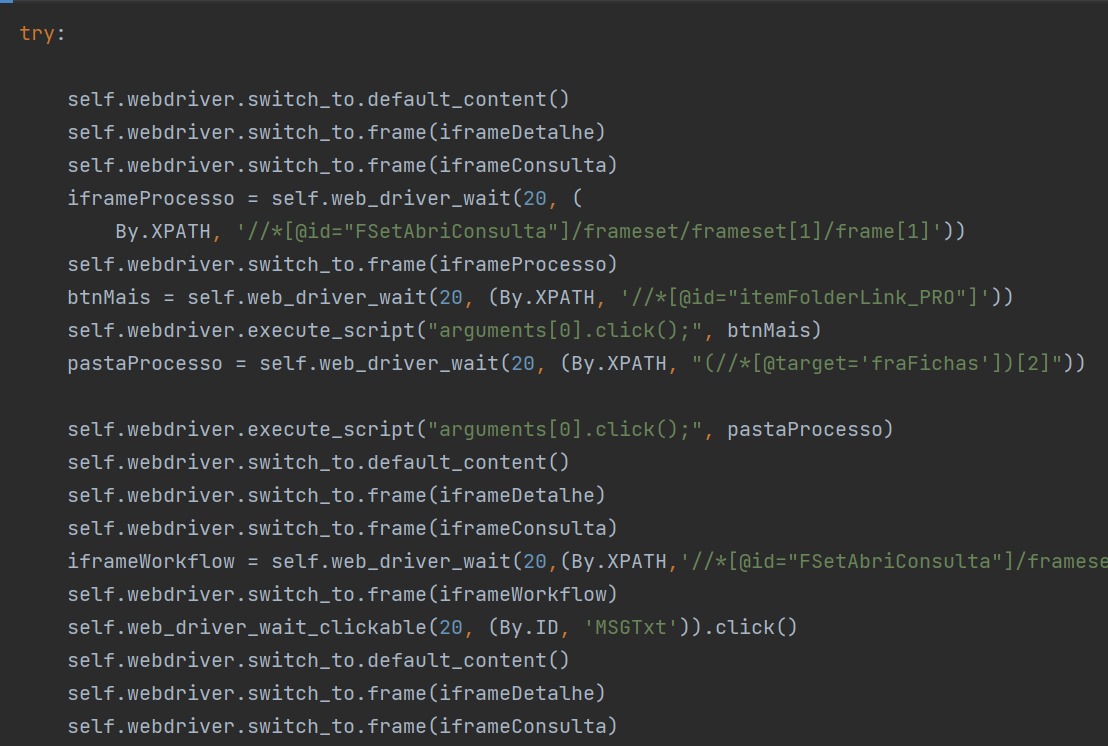 try:
self.webdriver.switch_to.default_content()
self.webdriver.switch_to.frame(iframeDetalhe)
self.webdriver.switch_to.frame(iframeConsulta)
iframeProcesso = self.web_driver_wait(20, (
By.XPATH, '//*[@id="FSetAbriConsulta"]/frameset/frameset[1]/frame[1]'))
self.webdriver.switch_to.frame(iframeProcesso)
btnMais = self.web_driver_wait(20, (By.XPATH, '//*[@id="itemFolderLink_PRO"]'))
self.webdriver.execute_script("arguments[0].click();", btnMais)
pastaProcesso = self.web_driver_wait(20, (By.XPATH, "(//*[@target='fraFichas'])[2]"))
self.webdriver.execute_script("arguments[0].click();", pastaProcesso)
self.webdriver.switch_to.default_content()
self.webdriver.switch_to.frame(iframeDetalhe)
self.webdriver.switch_to.frame(iframeConsulta)
iframeWorkflow = self.web_driver_wait(20,(By.XPATH,'//*[@id="FSetAbriConsulta"]/framese
self.webdriver.switch_to.frame(iframeWorkflow)
self.web_driver_wait_clickable(20, (By.ID, 'MSGTxt')).click()
self.webdriver.switch_to.default_content()
self.webdriver.switch_to.frame(iframeDetalhe)
self.webdriver.switch_to.frame(iframeConsulta)